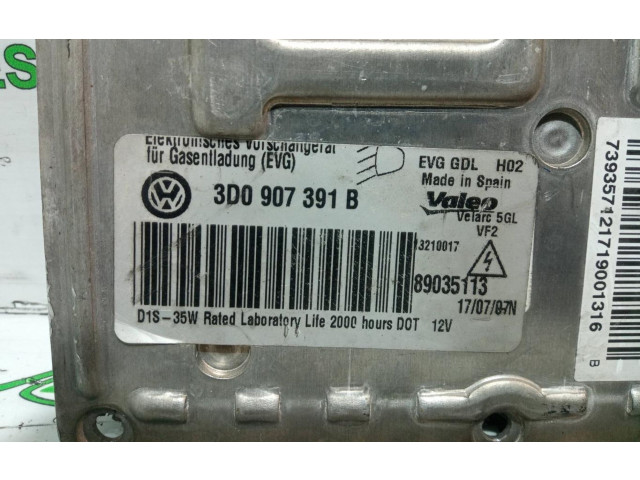 Elektronisches Vorschaltgerät
für Gasentladung (EVG)
3D0 907 391 B
EVG GDL H02
Made in Spain
Valeo
Velarc 5GL
VF2
13210017
89035113
17/07/07N
D1S-35W Rated Laboratory Life 2000 hours DOT 12V
7393571217196001316
B